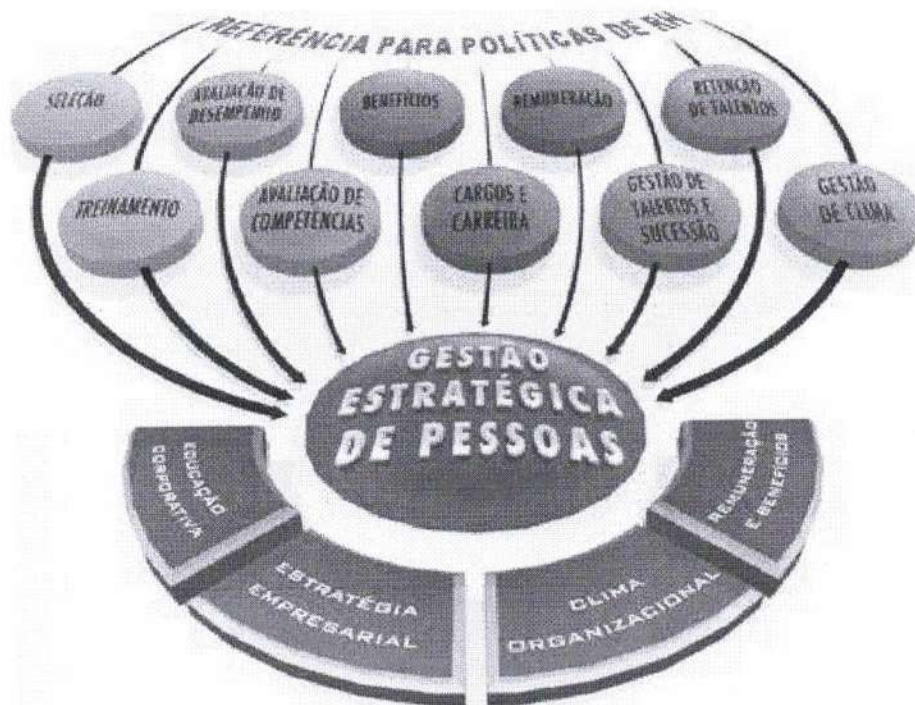 REFERÊNCIA PARA POLÍTICAS DE RH
SELEÇÃO
AVALIAÇÃO DE
DESEMPENHO
BENEFÍCIOS
REMUNERAÇÃO
RETENÇÃO
DE TALENTOS
TREINAMENTO
AVALIAÇÃO DE
COMPETENCIAS
CARGOS E
CARREIRA
GESTÃO DE
TALENTOS E
SUCESSÃO
GESTÃO
DE CLIMA
GESTÃO
ESTRATÉGICA
DE PESSOAS
EDUCAÇÃO
CORPORATIVA
ESTRATÉGIA
EMPRESARIAL
CLIMA
ORGANIZACIONAL
REMUNERAÇÃO
E BENEFÍCIOS